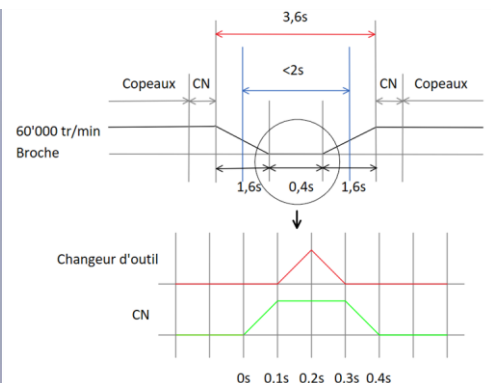 3,6s
<2s
Copeaux CN CN Copeaux
60'000 tr/min
Broche
1,6s 0,4s 1,6s
Changeur d'outil
CN
0s 0.1s 0.2s 0.3s 0.4s